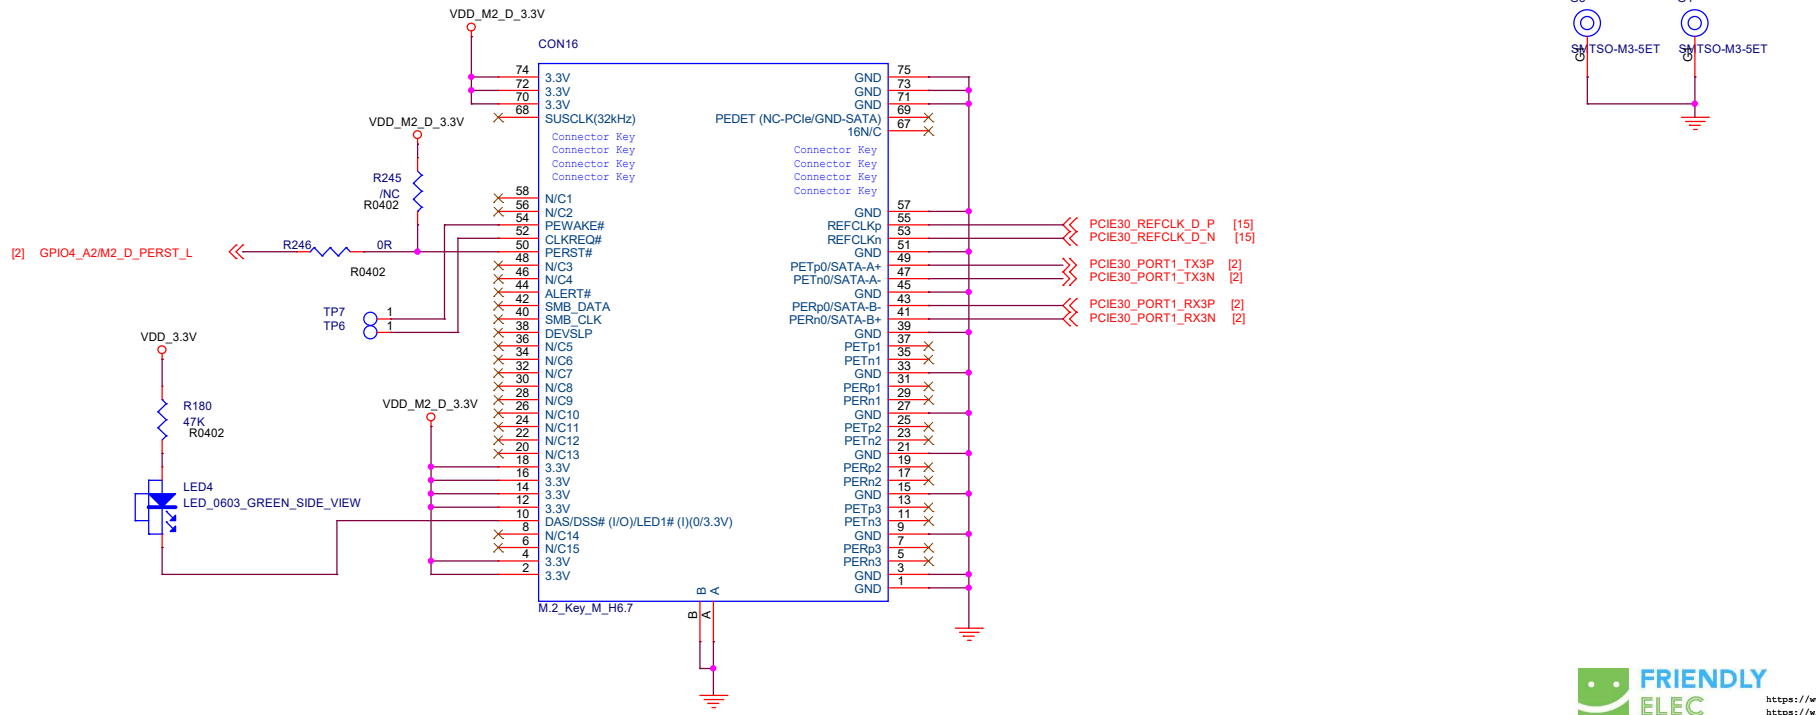 VDD_M2_D_3.3V
CON16
SMTSO-M3-5ET
SMTSO-M3-5ET
G1
G1
74 3.3V
72 3.3V
70 3.3V
68 SUSCLK(32kHz)
Connector Key
Connector Key
Connector Key
Connector Key
58 N/C1
56 N/C2
54 PEWAKE#
52 CLKREQ#
50 PERST#
48 N/C3
46 N/C4
44 ALERT#
42 SMB_DATA
40 SMB_CLK
38 DEVSLP
36 N/C5
34 N/C6
32 N/C7
30 N/C8
28 N/C9
26 N/C10
24 N/C11
22 N/C12
20 N/C13
18 3.3V
16 3.3V
14 3.3V
12 3.3V
10 DAS/DSS# (I/O)/LED1# (I)(0/3.3V)
8 N/C14
6 N/C15
4 3.3V
2 3.3V
GND 75
GND 73
GND 71
PEDET (NC-PCIe/GND-SATA) 69
16N/C 67
Connector Key
Connector Key
Connector Key
Connector Key
GND 57
REFCLKp 55
REFCLKn 53
GND 51
PETp0/SATA-A+ 49
PETn0/SATA-A- 47
GND 45
PERp0/SATA-B- 43
PERn0/SATA-B+ 41
GND 39
PETp1 37
PETn1 35
GND 33
PERp1 31
PERn1 29
GND 27
PETp2 25
PETn2 23
GND 21
PERp2 19
PERn2 17
GND 15
PETp3 13
PETn3 11
GND 9
PERp3 7
PERn3 5
GND 3
GND 1
B A
B A
M.2_Key_M_H6.7
VDD_M2_D_3.3V
R245
/NC
R0402
[2] GPIO4_A2/M2_D_PERST_L
R246 0R
R0402
TP7 1
TP6 1
VDD_3.3V
R180
47K
R0402
VDD_M2_D_3.3V
LED4
LED_0603_GREEN_SIDE_VIEW
PCIE30_REFCLK_D_P [15]
PCIE30_REFCLK_D_N [15]
PCIE30_PORT1_TX3P [2]
PCIE30_PORT1_TX3N [2]
PCIE30_PORT1_RX3P [2]
PCIE30_PORT1_RX3N [2]
FRIENDLY
ELEC
https://w
https://w